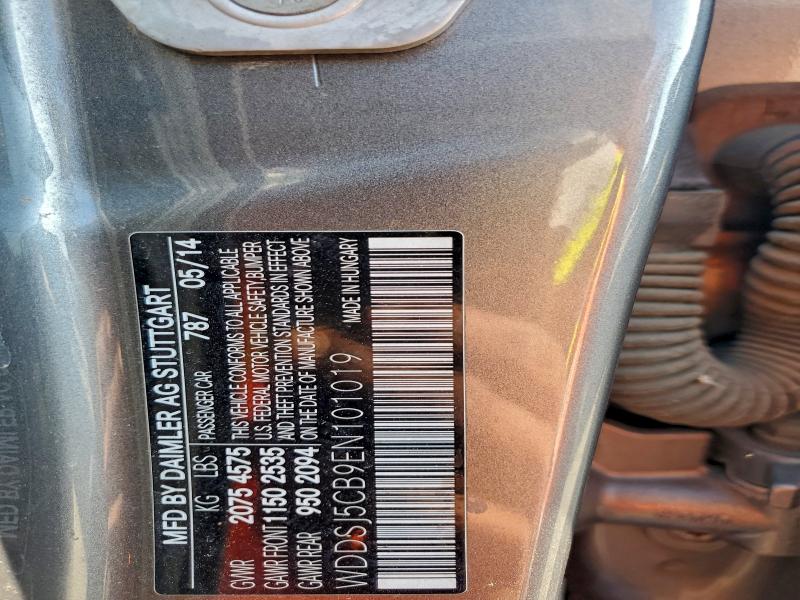 MFD BY DAIMLER AG STUTTGART
KG LBS PASSENGER CAR 787 05/14
GVWR 2075 4575 THIS VEHICLE CONFORMS TO ALL APPLICABLE
GAWR FRONT 1150 2535 U.S. FEDERAL MOTOR VEHICLE SAFETY,BUMPER
AND THEFT PREVENTION STANDARDS IN EFFECT
GAWR REAR 950 2094 ON THE DATE OF MANUFACTURE SHOWN ABOVE
WDDSJ5CB9EN101019 MADE IN HUNGARY